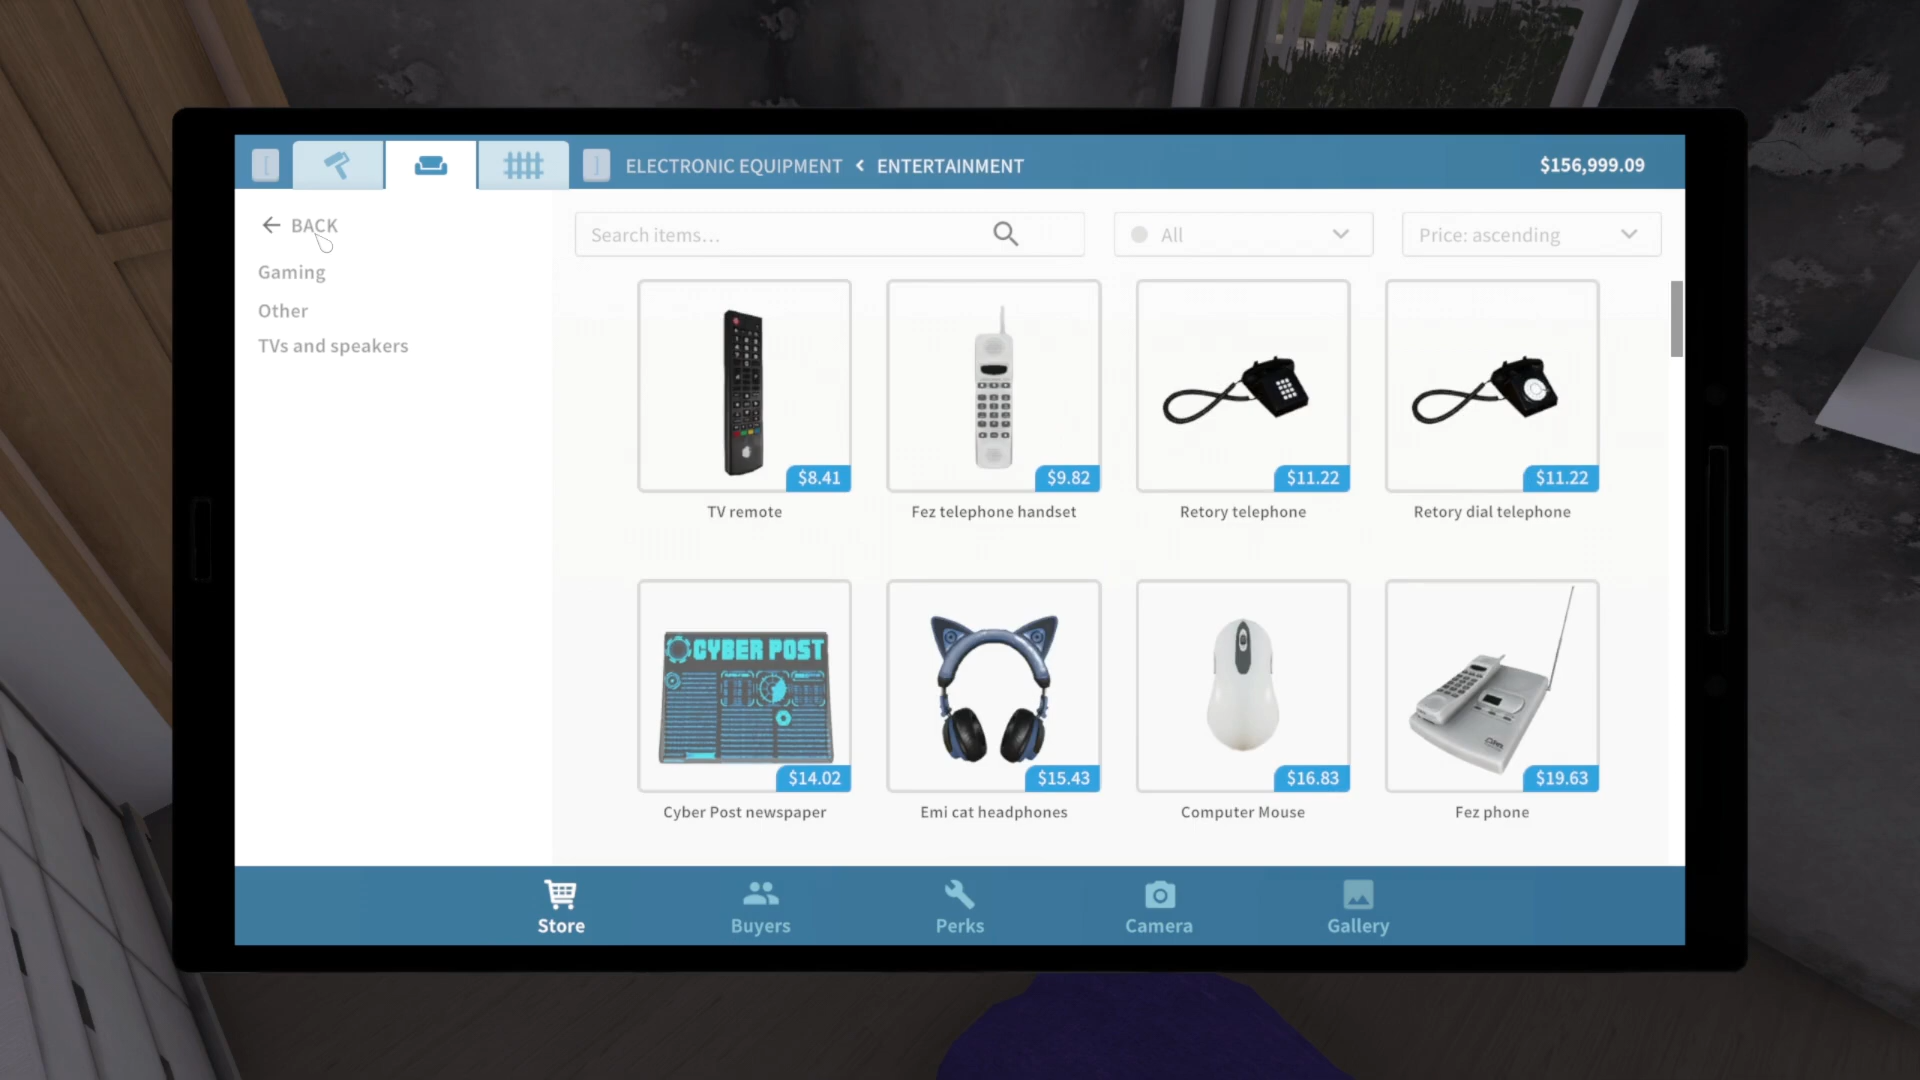 [
]
ELECTRONIC EQUIPMENT < ENTERTAINMENT
$156,999.09
BACK
Gaming
Other
TVs and speakers
Search items...
All
Price: ascending
$8.41
TV remote
$9.82
Fez telephone handset
$11.22
Retory telephone
$11.22
Retory dial telephone
CYBER POST
$14.02
Cyber Post newspaper
$15.43
Emi cat headphones
$16.83
Computer Mouse
$19.63
Fez phone
Store
Buyers
Perks
Camera
Gallery